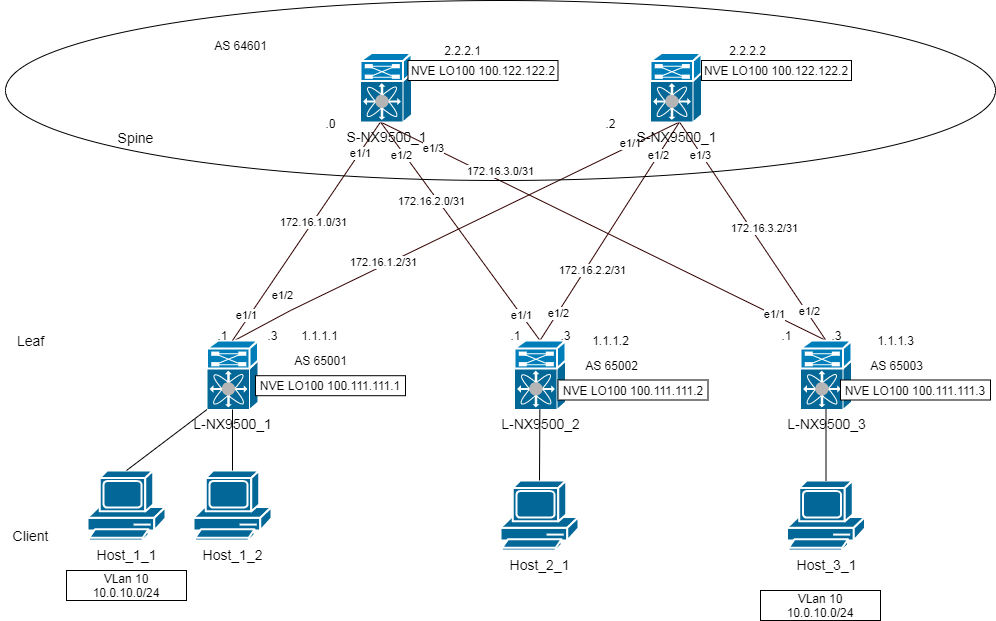 AS 64601
2.2.2.1
2.2.2.2
NVE LO100 100.122.122.2
NVE LO100 100.122.122.2
.0
.2
Spine
S-NX9500_1
S-NX9500_1
e1/1
e1/2
e1/3
e1/1
e1/2
e1/3
172.16.3.0/31
172.16.2.0/31
172.16.1.0/31
172.16.3.2/31
172.16.1.2/31
172.16.2.2/31
e1/2
e1/1
e1/1
e1/2
e1/1
e1/2
Leaf
.1
.3
1.1.1.1
.1
.3
1.1.1.2
.1
.3
1.1.1.3
AS 65001
AS 65002
AS 65003
NVE LO100 100.111.111.1
NVE LO100 100.111.111.2
NVE LO100 100.111.111.3
L-NX9500_1
L-NX9500_2
L-NX9500_3
Client
Host_1_1
Host_1_2
Host_2_1
Host_3_1
VLan 10
10.0.10.0/24
VLan 10
10.0.10.0/24